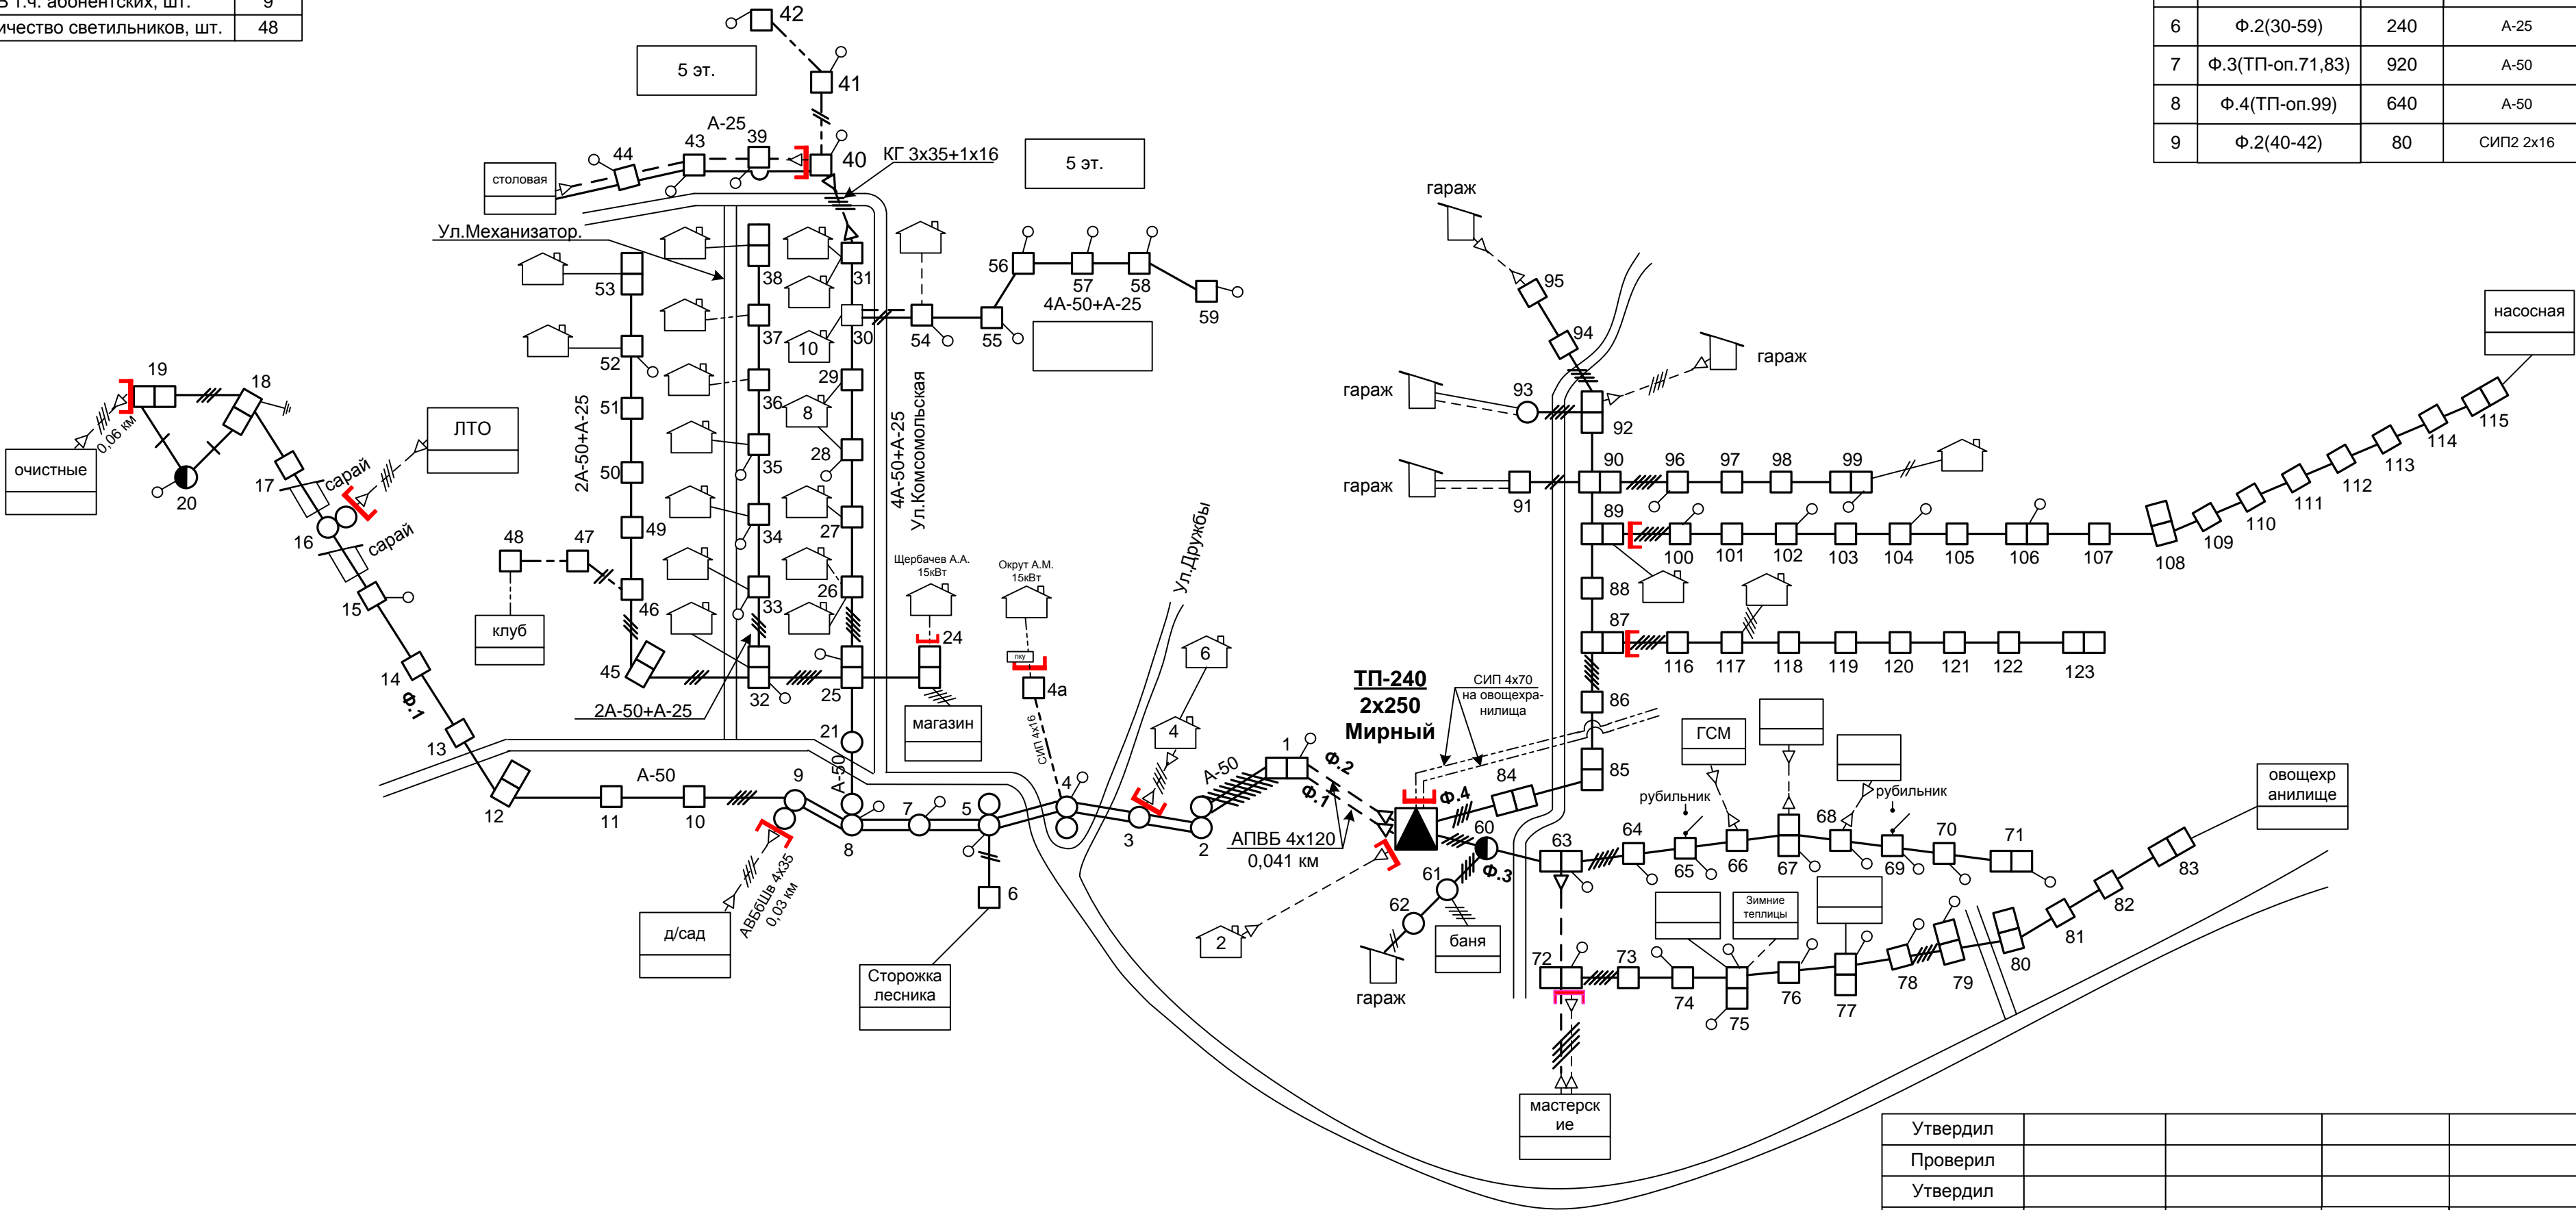 В т.ч. абонентских, шт. 9
ичество светильников, шт. 48
6 Ф.2(30-59) 240 А-25
7 Ф.3(ТП-оп.71,83) 920 А-50
8 Ф.4(ТП-оп.99) 640 А-50
9 Ф.2(40-42) 80 СИП2 2х16
42
5 эт.
41
А-25
43
39
44
40
КГ 3х35+1х16
5 эт.
столовая
гараж
Ул.Механизатор.
53
38
31
56
57
58
59
4А-50+А-25
95
насосная
52
37
10
30
54
55
94
гараж
19
18
51
36
29
8
гараж
93
92
115
114
113
112
111
110
109
108
0,06 км
очистные
ЛТО
2А-50+А-25
4А-50+А-25
Ул.Комсомольская
35
28
17
сарай
20
50
гараж
91
90
96
97
98
99
16
сарай
49
34
27
89
100
101
102
103
104
105
106
107
48
47
Щербачев А.А.
15кВт
Округ А.М.
15кВт
Ул.Дружбы
15
46
33
26
88
клуб
24
пку
6
87
116
117
118
119
120
121
122
123
14
Ф.1
45
32
25
4а
ТП-240
2х250
Мирный
СИП 4х70
на овощехра-
нилища
86
2А-50+А-25
магазин
СИП 4х16
4
ГСМ
13
21
А-50
1
Ф.2
Ф.1
А-50
9
А-50
84
85
Ф.4
рубильник
рубильник
овощехр
анилище
12
11
10
8
7
5
4
3
2
АПВБ 4х120
0,041 км
60
Ф.3
63
64
65
66
67
68
69
70
71
83
АВБбШв 4х35
0,03 км
6
61
62
82
д/сад
2
баня
Зимние
теплицы
81
Сторожка
лесника
гараж
72
73
74
75
76
77
78
79
80
мастерск
ие
Утвердил
Проверил
Утвердил